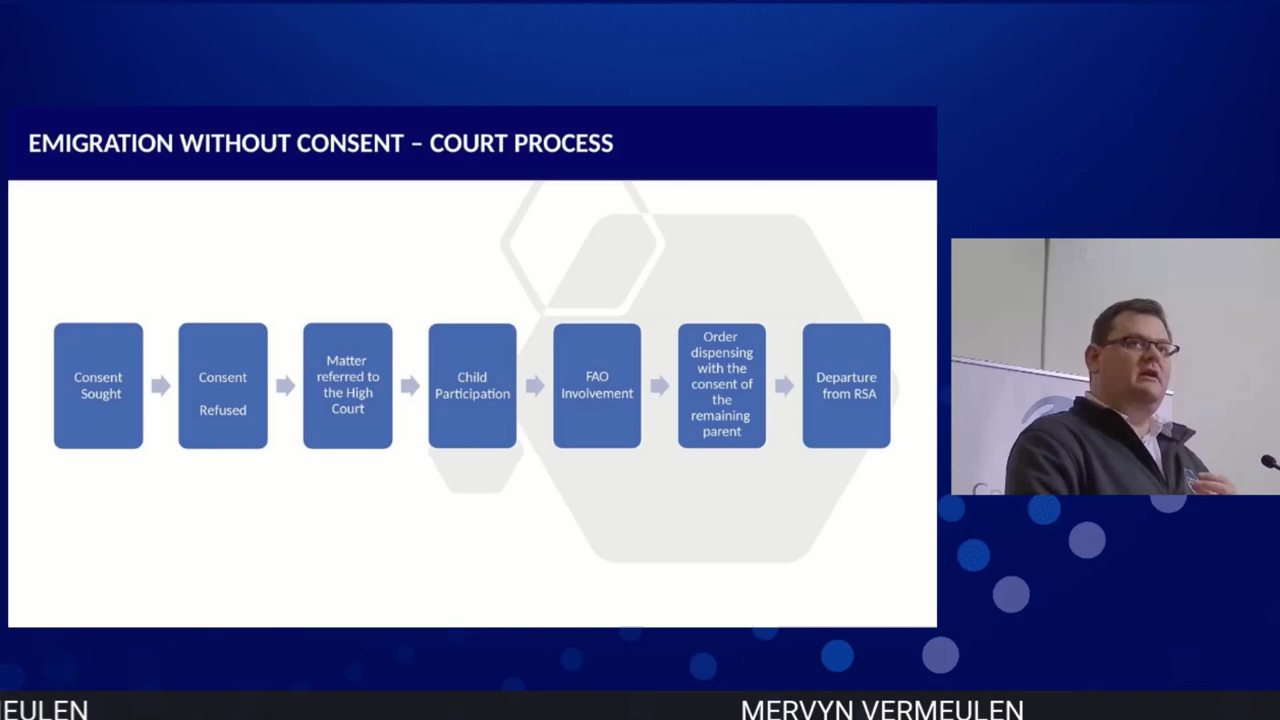 EMIGRATION WITHOUT CONSENT – COURT PROCESS
Consent
Sought
Consent
Refused
Matter
referred to
the High
Court
Child
Participation
FAO
Involvement
Order
dispensing
with the
consent of
the
remaining
parent
Departure
from RSA
MEULEN
MERVYN VERMEULEN